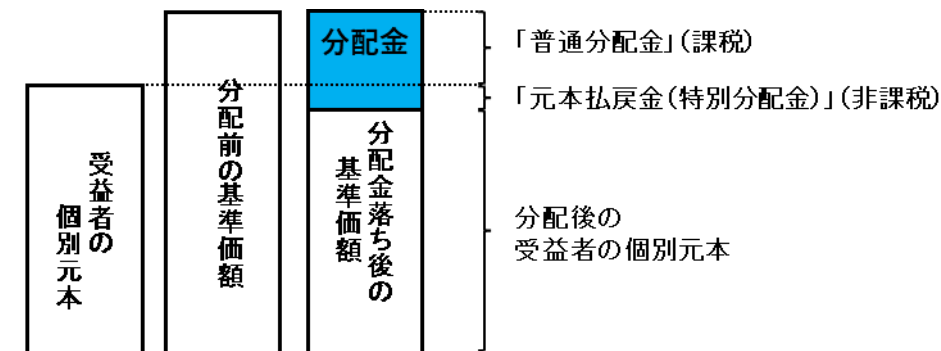 分配金
「普通分配金」(課税)
「元本払戻金(特別分配金)」(非課税)
受益者の
個別元本
分配前の基準価額
分配金落ち後の
基準価額
分配後の
受益者の個別元本